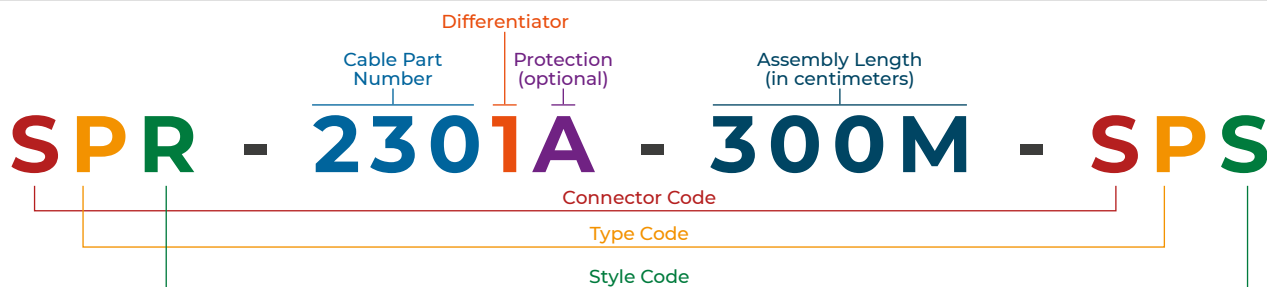 Differentiator
Cable Part
Number
Protection
(optional)
Assembly Length
(in centimeters)
SPR - 2301A - 300M - SPS
Connector Code
Type Code
Style Code